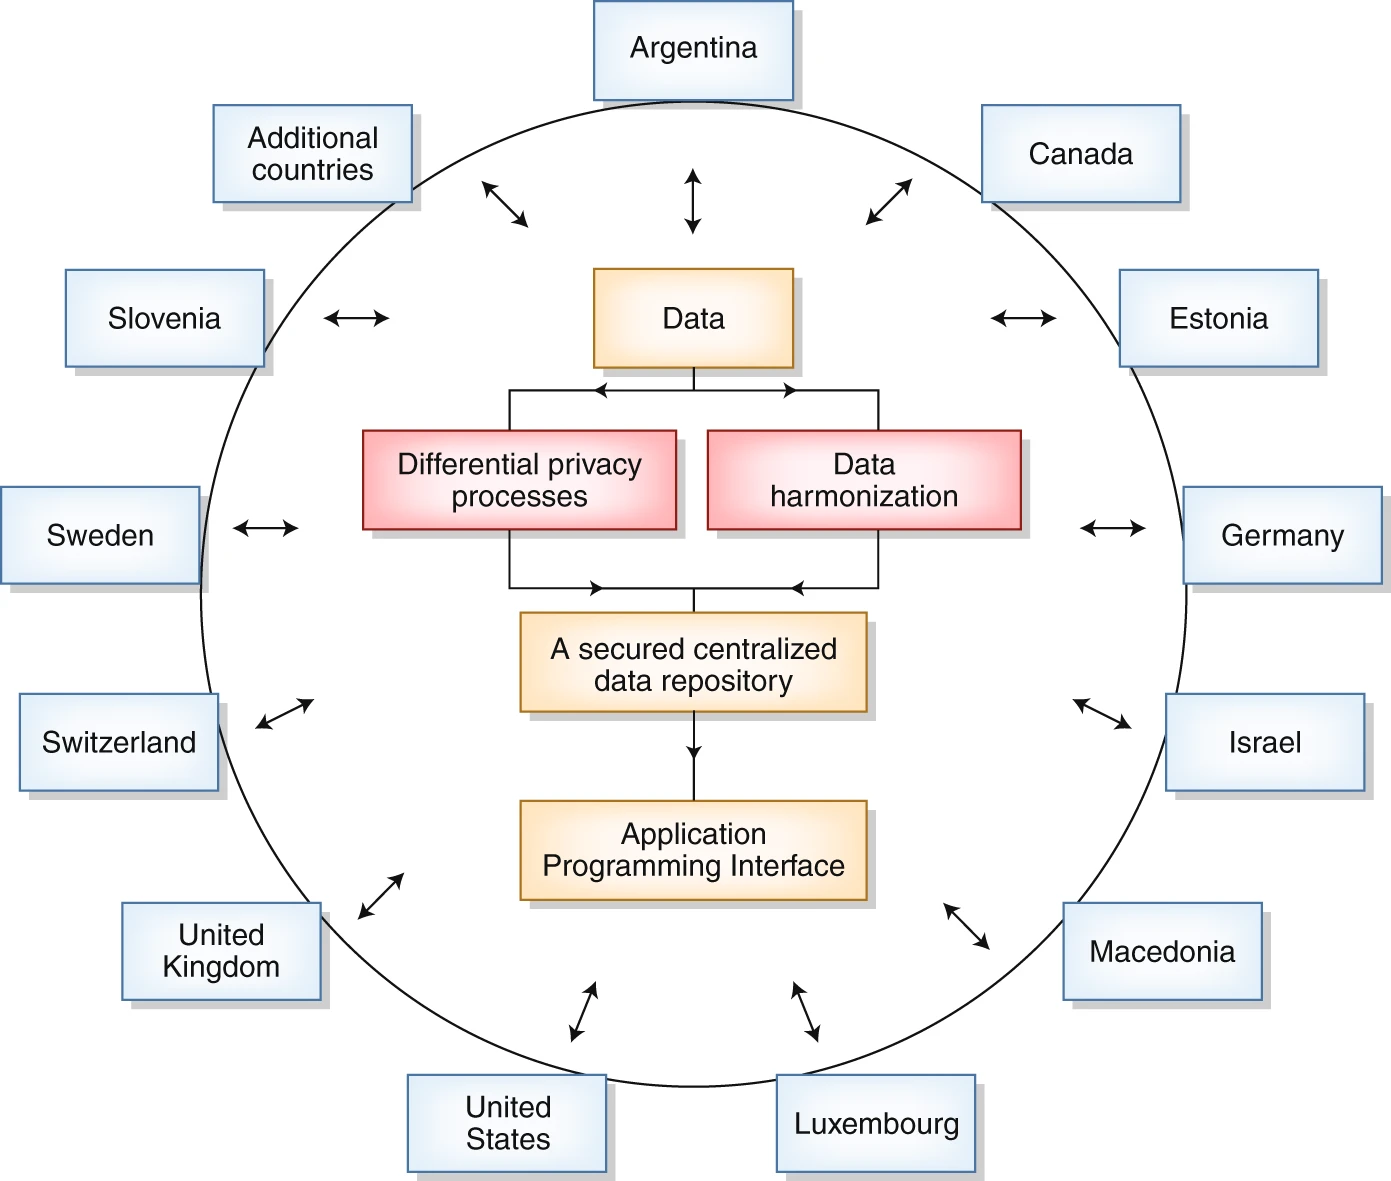 Argentina
Additional
countries
Canada
Slovenia
Data
Estonia
Differential privacy
processes
Data
harmonization
Sweden
Germany
A secured centralized
data repository
Switzerland
Israel
Application
Programming Interface
United
Kingdom
Macedonia
United
States
Luxembourg